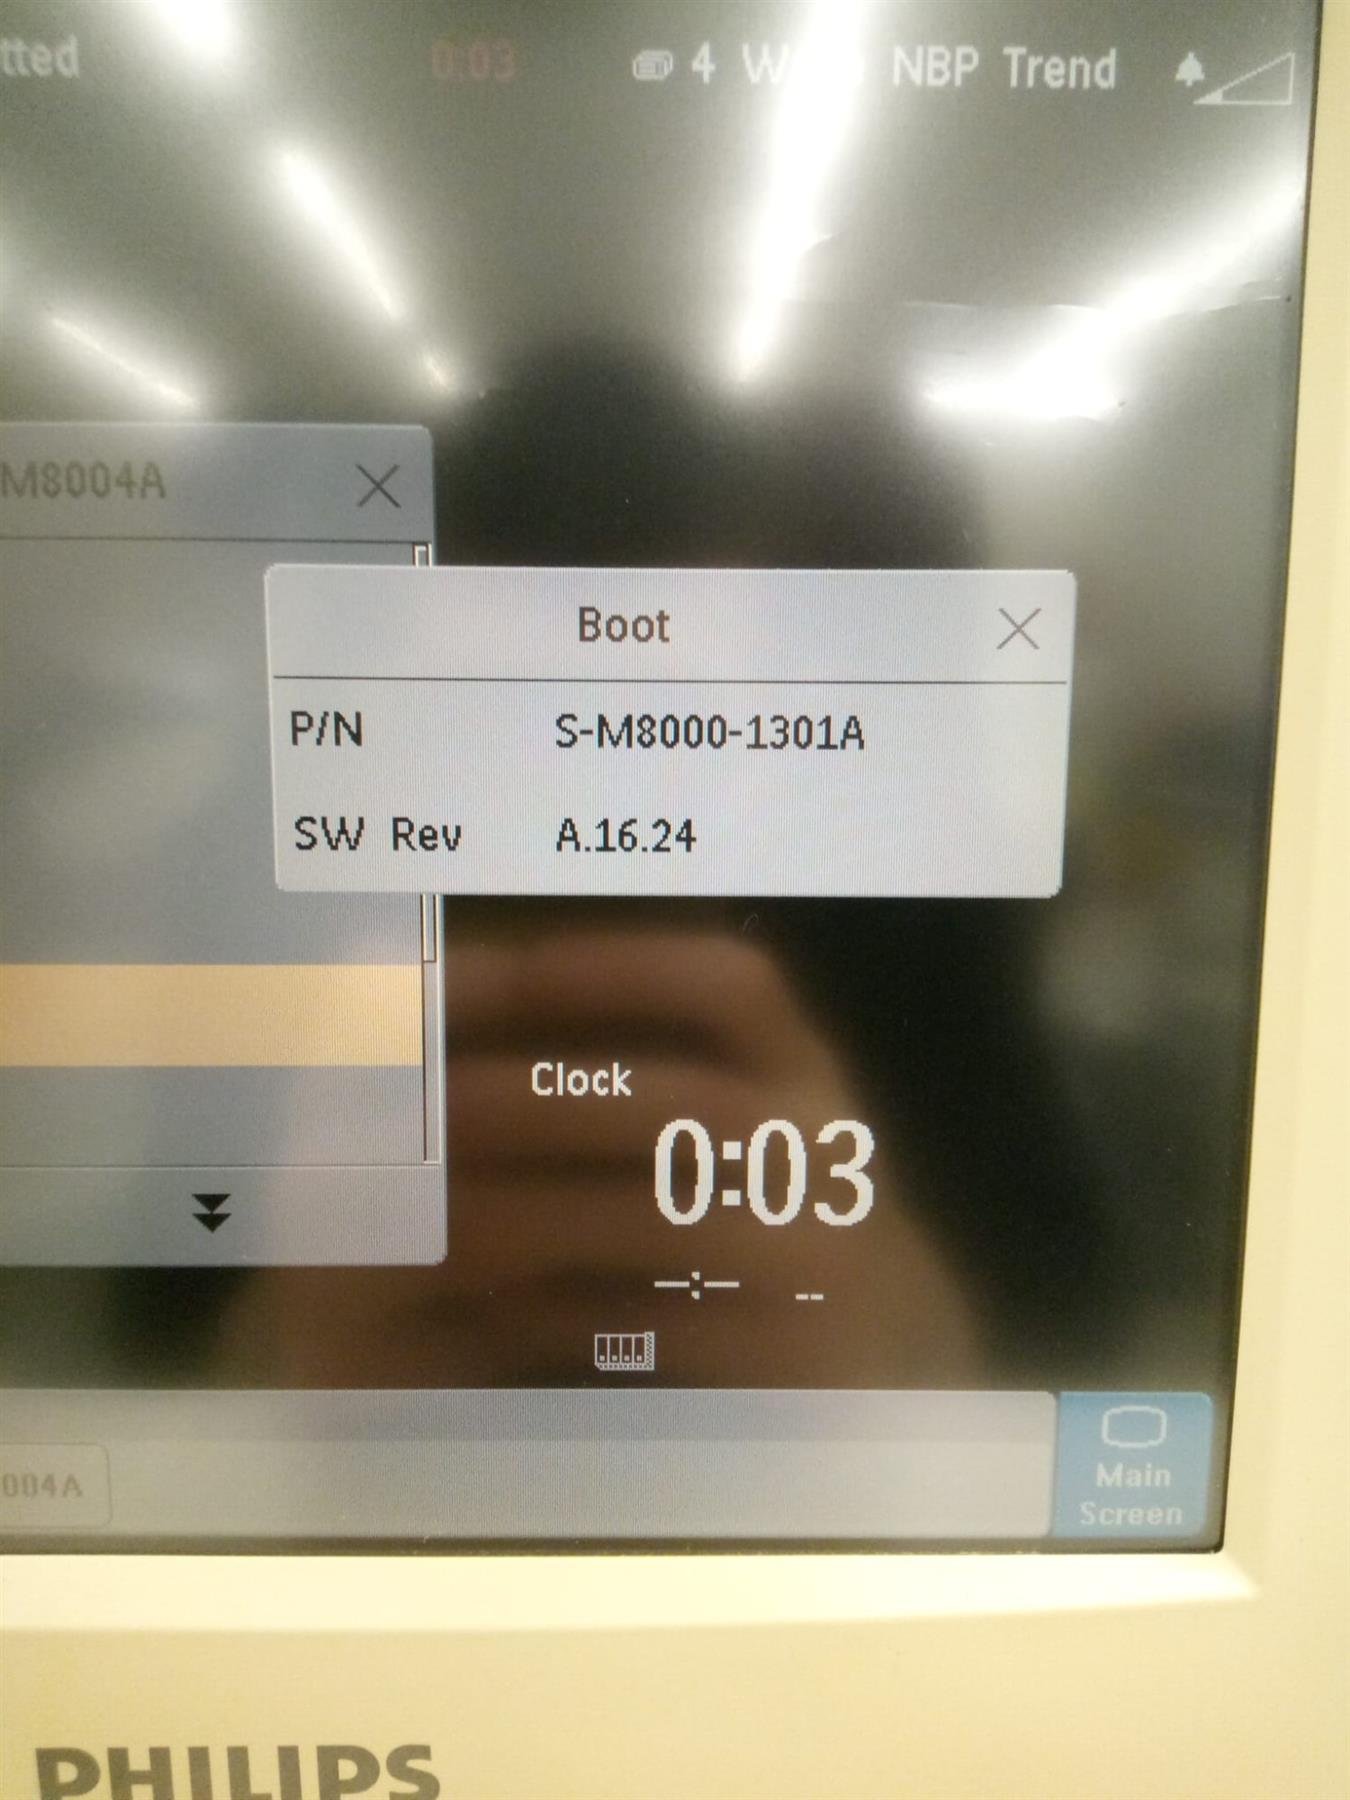 tted 0:03 4 NBP Trend
M8004A
Boot
P/N S-M8000-1301A
SW Rev A.16.24
Clock
0:03
-:- --
004A
Main
Screen
PHILIPS